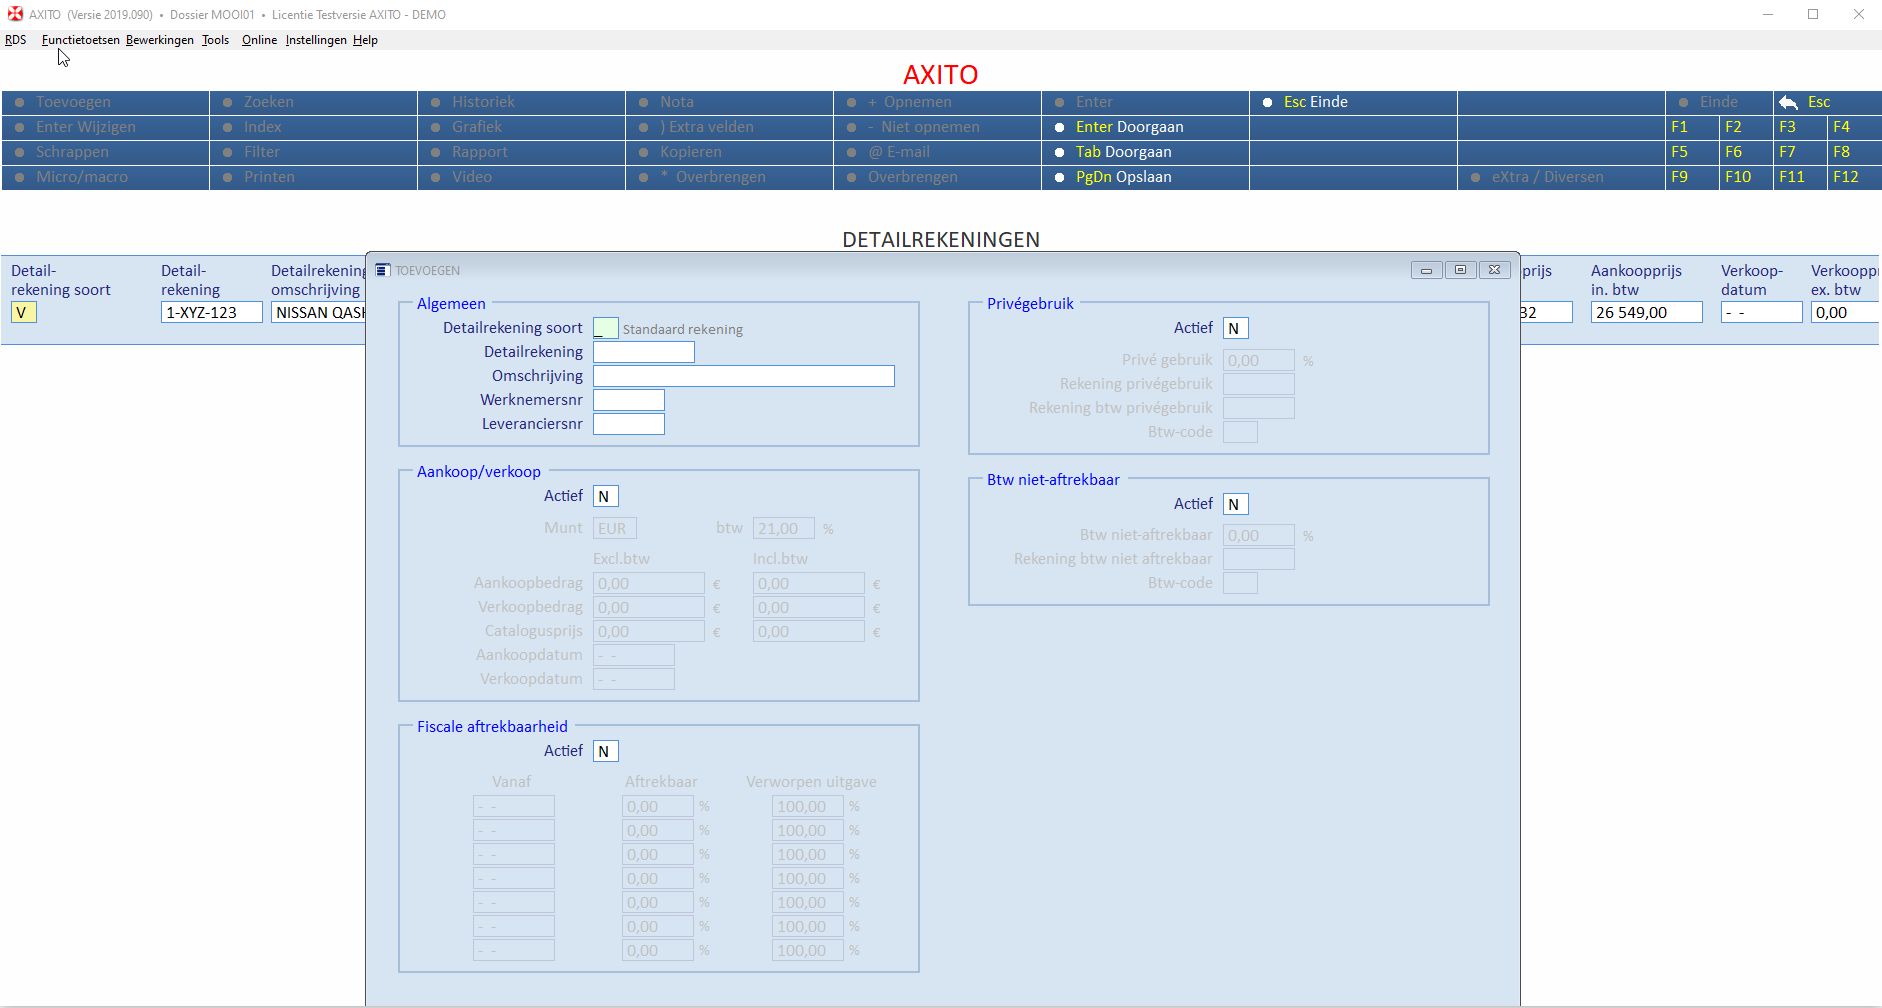 AXITO (Versie 2019.090) • Dossier MOOI01 • Licentie Testversie AXITO - DEMO
RDS Functietoetsen Bewerkingen Tools Online Instellingen Help
AXITO
Toevoegen Zoeken Historiek Nota + Opnemen Enter Esc Einde Einde Esc
Enter Wijzigen Index Grafiek ) Extra velden - Niet opnemen Enter Doorgaan F1 F2 F3 F4
Schrappen Filter Rapport Kopieren @ E-mail Tab Doorgaan F5 F6 F7 F8
Micro/macro Printen Video * Overbrengen Overbrengen PgDn Opslaan eXtra / Diversen F9 F10 F11 F12
DETAILREKENINGEN
Detail- Detail- Detailrekening prijs Aankoopprijs Verkoop- Verkoopp
rekening soort rekening omschrijving in. btw datum ex. btw
V 1-XYZ-123 NISSAN QASH 32 26 549,00 - - 0,00
TOEVOEGEN
Algemeen
Detailrekening soort Standaard rekening
Detailrekening
Omschrijving
Werknemersnr
Leveranciersnr
Aankoop/verkoop
Actief N
Munt EUR btw 21,00 %
Excl.btw Incl.btw
Aankoopbedrag 0,00 € 0,00 €
Verkoopbedrag 0,00 € 0,00 €
Catalogusprijs 0,00 € 0,00 €
Aankoopdatum - -
Verkoopdatum - -
Fiscale aftrekbaarheid
Actief N
Vanaf Aftrekbaar Verworpen uitgave
- - 0,00 % 100,00 %
- - 0,00 % 100,00 %
- - 0,00 % 100,00 %
- - 0,00 % 100,00 %
- - 0,00 % 100,00 %
- - 0,00 % 100,00 %
- - 0,00 % 100,00 %
Privégebruik
Actief N
Privé gebruik 0,00 %
Rekening privégebruik
Rekening btw privégebruik
Btw-code
Btw niet-aftrekbaar
Actief N
Btw niet-aftrekbaar 0,00 %
Rekening btw niet aftrekbaar
Btw-code